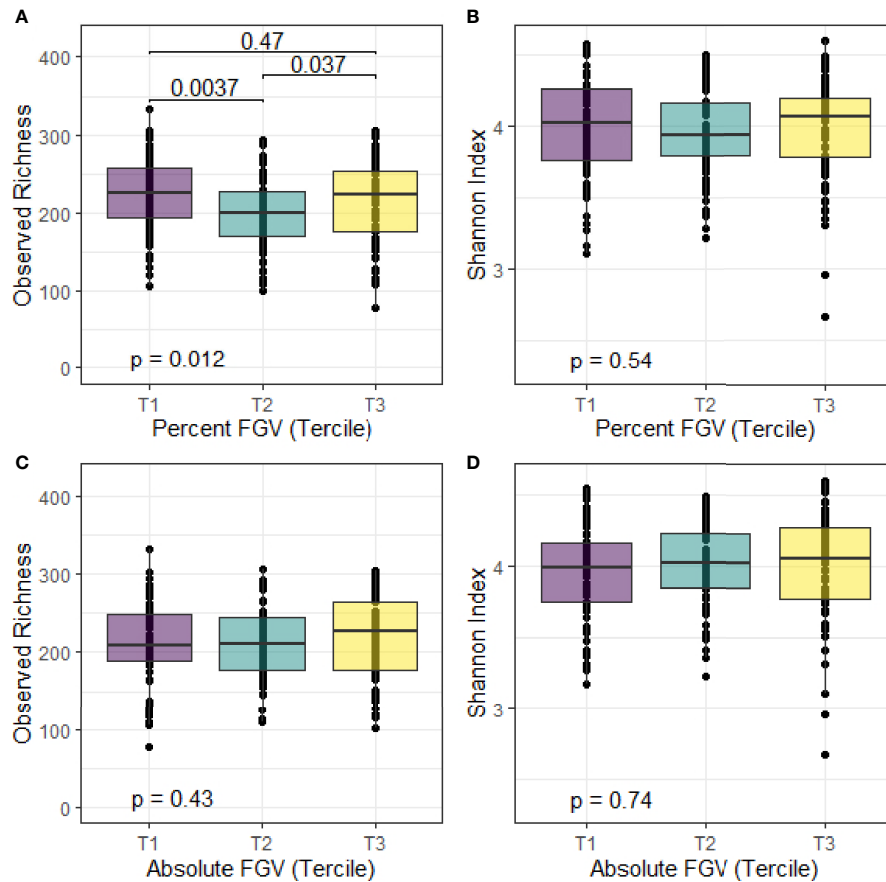 A
Observed Richness
400
300
200
100
0
0.47
0.037
0.0037
p = 0.012
T1 T2 T3
Percent FGV (Tercile)
B
Shannon Index
4
3
p = 0.54
T1 T2 T3
Percent FGV (Tercile)
C
Observed Richness
400
300
200
100
0
p = 0.43
T1 T2 T3
Absolute FGV (Tercile)
D
Shannon Index
4
3
p = 0.74
T1 T2 T3
Absolute FGV (Tercile)